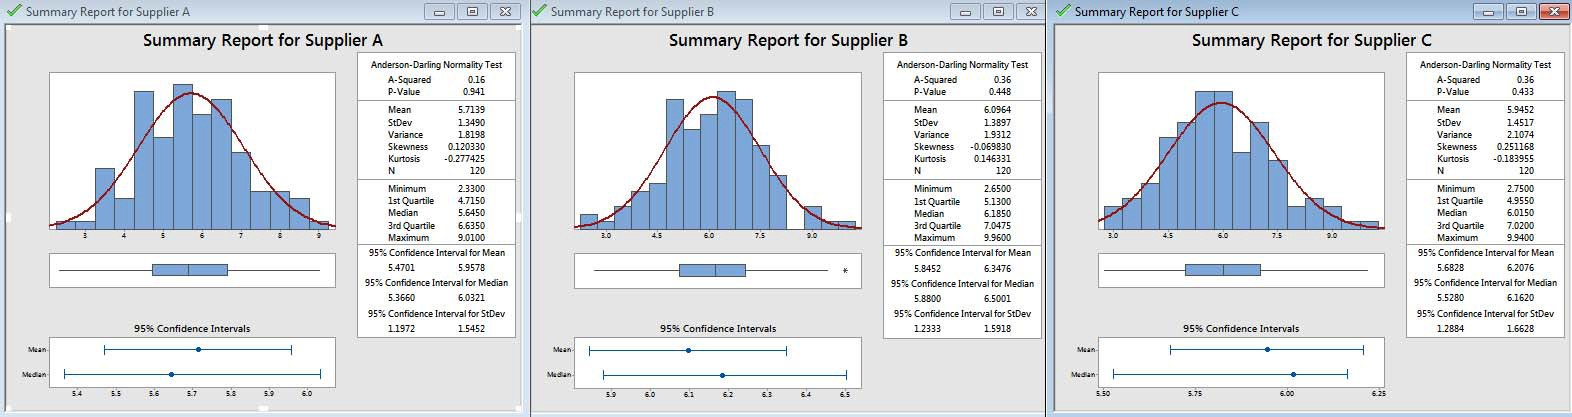 Summary Report for Supplier A
Summary Report for Supplier A
Anderson-Darling Normality Test
A-Squared 0.16
P-Value 0.941
Mean 5.7139
StDev 1.3490
Variance 1.8198
Skewness 0.120330
Kurtosis -0.277425
N 120
Minimum 2.3300
1st Quartile 4.7150
Median 5.6450
3rd Quartile 6.6350
Maximum 9.0100
95% Confidence Interval for Mean
5.4701 5.9578
95% Confidence Interval for Median
5.3660 6.0321
95% Confidence Interval for StDev
1.1972 1.5452
3 4 5 6 7 8 9
95% Confidence Intervals
Mean
Median
5.4 5.5 5.6 5.7 5.8 5.9 6.0
Summary Report for Supplier B
Summary Report for Supplier B
Anderson-Darling Normality Test
A-Squared 0.36
P-Value 0.448
Mean 6.0964
StDev 1.3897
Variance 1.9312
Skewness -0.069830
Kurtosis 0.146331
N 120
Minimum 2.6500
1st Quartile 5.1300
Median 6.1850
3rd Quartile 7.0475
Maximum 9.9600
95% Confidence Interval for Mean
5.8452 6.3476
95% Confidence Interval for Median
5.8800 6.5001
95% Confidence Interval for StDev
1.2333 1.5918
3.0 4.5 6.0 7.5 9.0
95% Confidence Intervals
Mean
Median
5.9 6.0 6.1 6.2 6.3 6.4 6.5
Summary Report for Supplier C
Summary Report for Supplier C
Anderson-Darling Normality Test
A-Squared 0.36
P-Value 0.433
Mean 5.9452
StDev 1.4517
Variance 2.1074
Skewness 0.251168
Kurtosis -0.183955
N 120
Minimum 2.7500
1st Quartile 4.9550
Median 6.0150
3rd Quartile 7.0200
Maximum 9.9400
95% Confidence Interval for Mean
5.6828 6.2076
95% Confidence Interval for Median
5.5280 6.1620
95% Confidence Interval for StDev
1.2884 1.6628
3.0 4.5 6.0 7.5 9.0
95% Confidence Intervals
Mean
Median
5.50 5.75 6.00 6.25